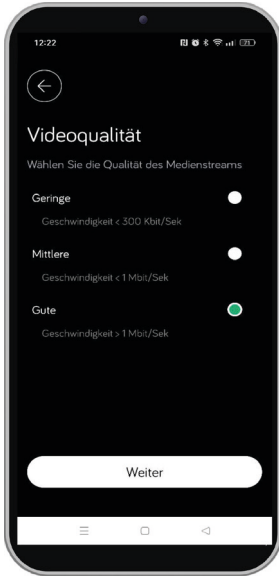 12:22
Videoqualität
Wählen Sie die Qualität des Medienstreams
Geringe
Geschwindigkeit < 300 Kbit/Sek
Mittlere
Geschwindigkeit < 1 Mbit/Sek
Gute
Geschwindigkeit > 1 Mbit/Sek
Weiter